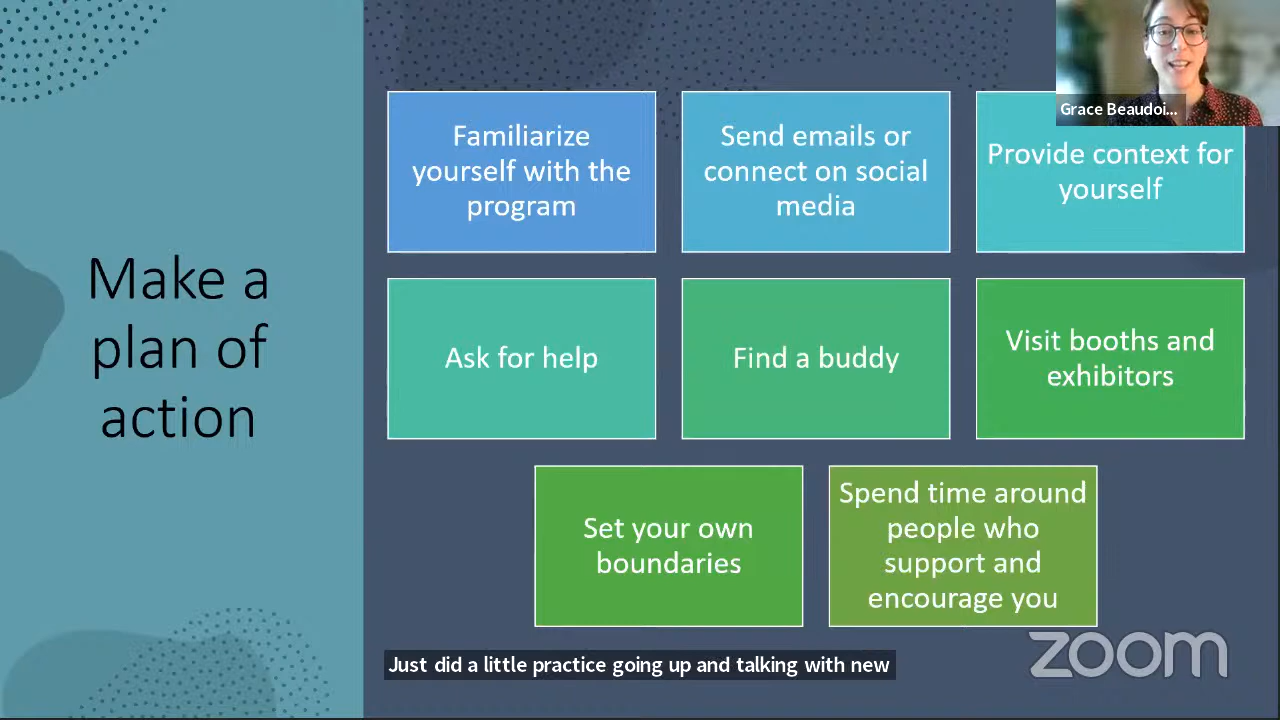 Make a
plan of
action
Familiarize
yourself with the
program
Send emails or
connect on social
media
Provide context for
yourself
Ask for help
Find a buddy
Visit booths and
exhibitors
Set your own
boundaries
Spend time around
people who
support and
encourage you
Grace Beaudoi...
Just did a little practice going up and talking with new
zoom